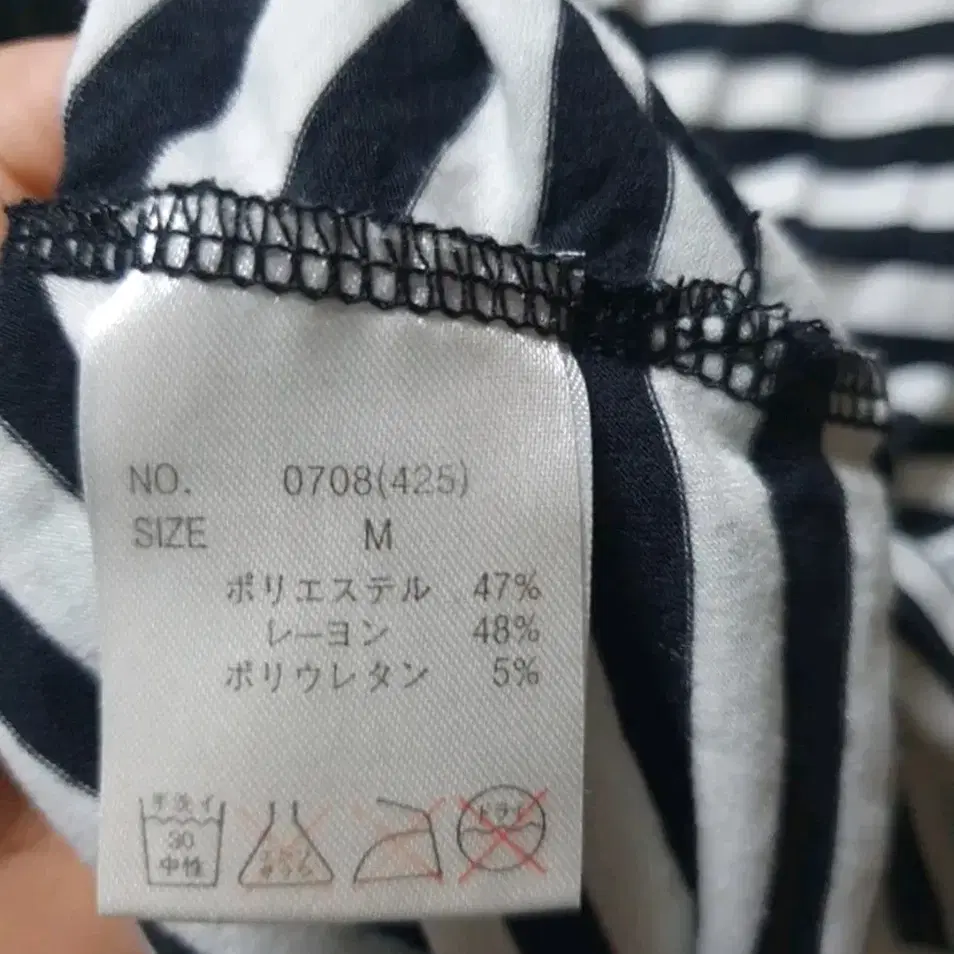 NO. 0708(425)
SIZE M
ポリエステル 47%
レーヨン 48%
ポリウレタン 5%
手洗イ
30
中性
ドライ